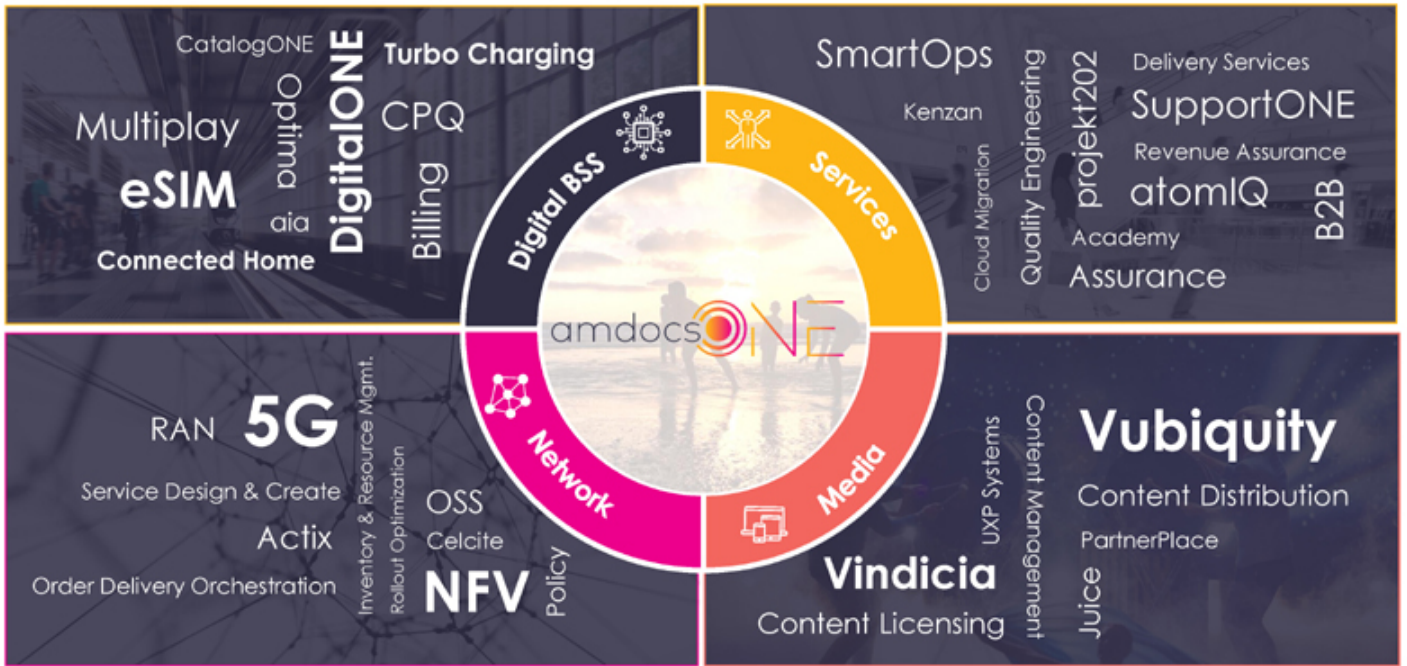 CatalogONE
Optima
DigitalONE
Turbo Charging
Multiplay
CPQ
eSIM
aia
Billing
Connected Home
SmartOps
Kenzan
Cloud Migration
Quality Engineering
projekt202
Delivery Services
SupportONE
Revenue Assurance
atomIQ
B2B
Academy
Assurance
Digital BSS
Services
amdocsONE
Network
Media
RAN
5G
Service Design & Create
Actix
Order Delivery Orchestration
Inventory & Resource Mgmt.
Rollout Optimization
OSS
Celcite
NFV
Policy
UXP Systems
Content Management
Vubiquity
Content Distribution
PartnerPlace
Vindicia
Juice
Content Licensing